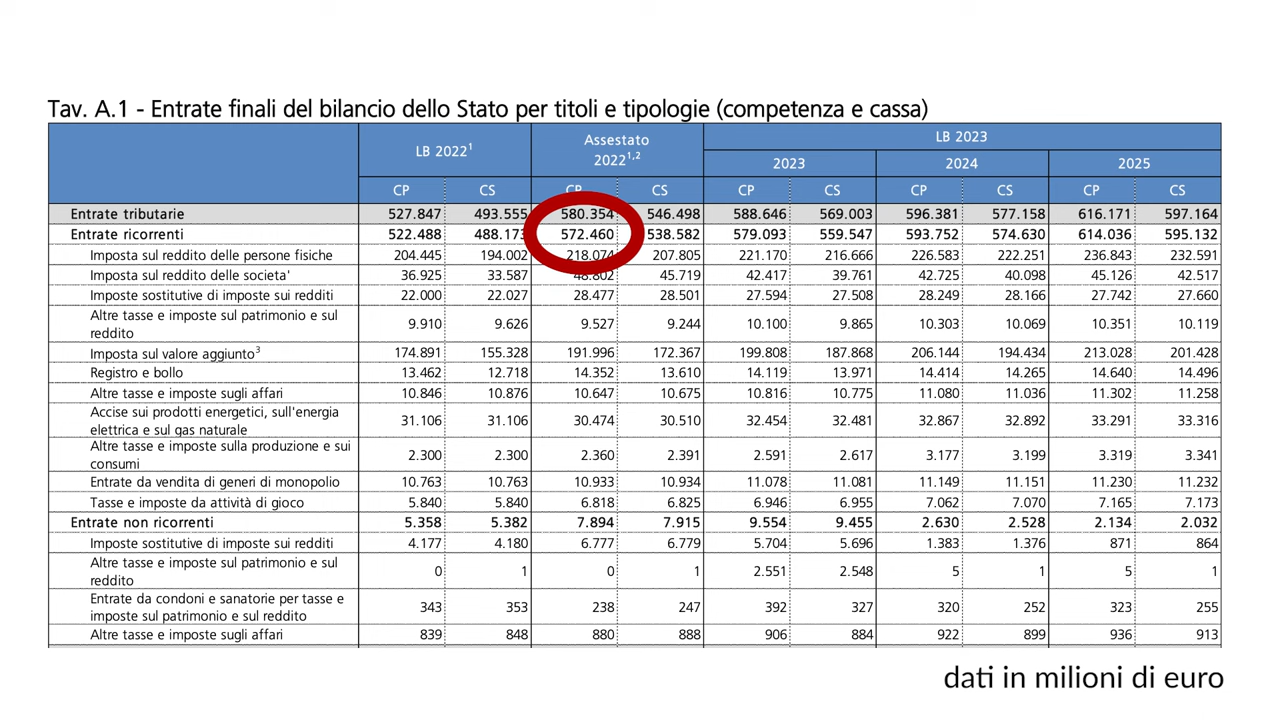 Tav. A.1 - Entrate finali del bilancio dello Stato per titoli e tipologie (competenza e cassa)
LB 2022¹ Assestato 2022¹,² LB 2023
2023 2024 2025
CP CS CP CS CP CS CP CS CP CS
Entrate tributarie 527.847 493.555 580.354 546.498 588.646 569.003 596.381 577.158 616.171 597.164
Entrate ricorrenti 522.488 488.173 572.460 538.582 579.093 559.547 593.752 574.630 614.036 595.132
Imposta sul reddito delle persone fisiche 204.445 194.002 218.074 207.805 221.170 216.666 226.583 222.251 236.843 232.591
Imposta sul reddito delle societa' 36.925 33.587 48.802 45.719 42.417 39.761 42.725 40.098 45.126 42.517
Imposte sostitutive di imposte sui redditi 22.000 22.027 28.477 28.501 27.594 27.508 28.249 28.166 27.742 27.660
Altre tasse e imposte sul patrimonio e sul
reddito 9.910 9.626 9.527 9.244 10.100 9.865 10.303 10.069 10.351 10.119
Imposta sul valore aggiunto³ 174.891 155.328 191.996 172.367 199.808 187.868 206.144 194.434 213.028 201.428
Registro e bollo 13.462 12.718 14.352 13.610 14.119 13.971 14.414 14.265 14.640 14.496
Altre tasse e imposte sugli affari 10.846 10.876 10.647 10.675 10.816 10.775 11.080 11.036 11.302 11.258
Accise sui prodotti energetici, sull'energia
elettrica e sul gas naturale 31.106 31.106 30.474 30.510 32.454 32.481 32.867 32.892 33.291 33.316
Altre tasse e imposte sulla produzione e sui
consumi 2.300 2.300 2.360 2.391 2.591 2.617 3.177 3.199 3.319 3.341
Entrate da vendita di generi di monopolio 10.763 10.763 10.933 10.934 11.078 11.081 11.149 11.151 11.230 11.232
Tasse e imposte da attività di gioco 5.840 5.840 6.818 6.825 6.946 6.955 7.062 7.070 7.165 7.173
Entrate non ricorrenti 5.358 5.382 7.894 7.915 9.554 9.455 2.630 2.528 2.134 2.032
Imposte sostitutive di imposte sui redditi 4.177 4.180 6.777 6.779 5.704 5.696 1.383 1.376 871 864
Altre tasse e imposte sul patrimonio e sul
reddito 0 1 0 1 2.551 2.548 5 1 5 1
Entrate da condoni e sanatorie per tasse e
imposte sul patrimonio e sul reddito 343 353 238 247 392 327 320 252 323 255
Altre tasse e imposte sugli affari 839 848 880 888 906 884 922 899 936 913
dati in milioni di euro